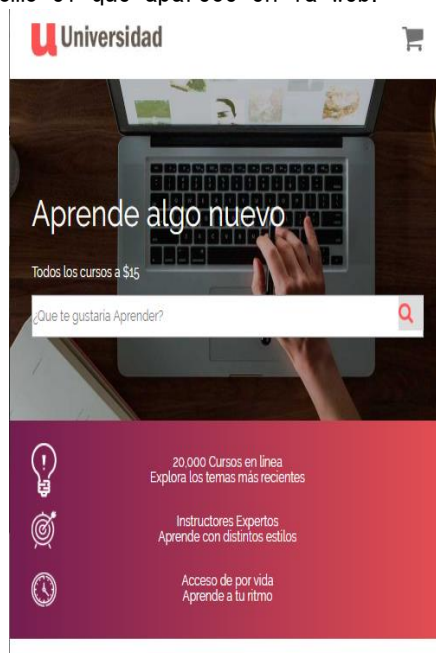 Universidad
Aprende algo nuevo
Todos los cursos a $15
¿Que te gustaria Aprender?
20,000 Cursos en línea
Explora los temas más recientes
Instructores Expertos
Aprende con distintos estilos
Acceso de por vida
Aprende a tu ritmo